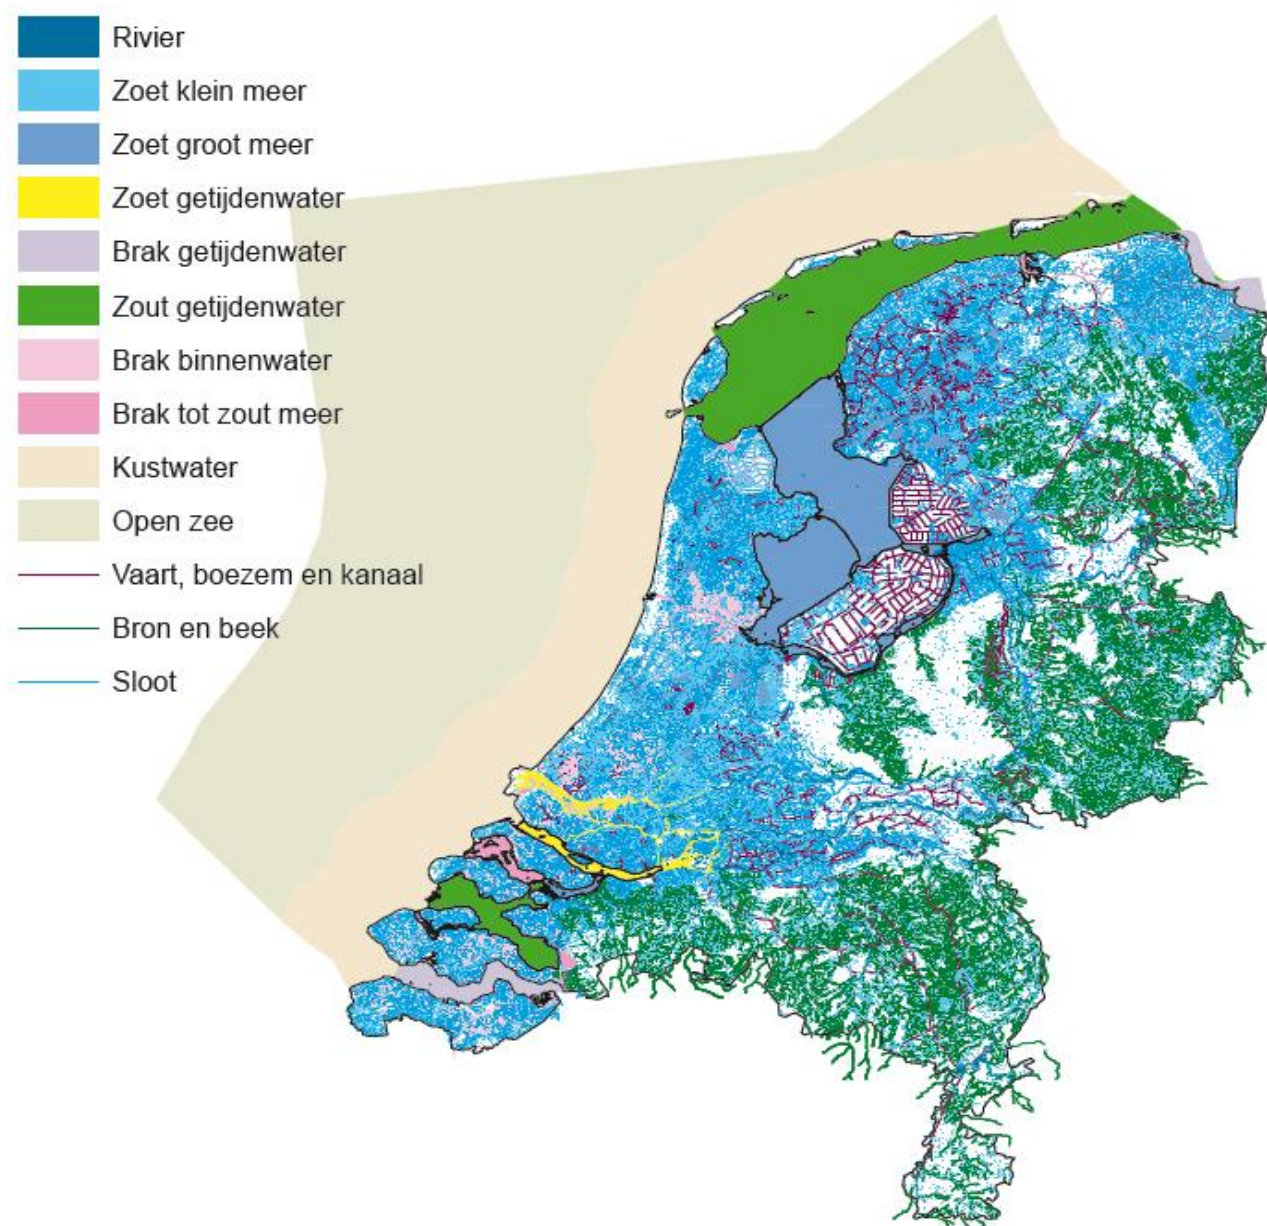 Rivier
Zoet klein meer
Zoet groot meer
Zoet getijdenwater
Brak getijdenwater
Zout getijdenwater
Brak binnenwater
Brak tot zout meer
Kustwater
Open zee
Vaart, boezem en kanaal
Bron en beek
Sloot